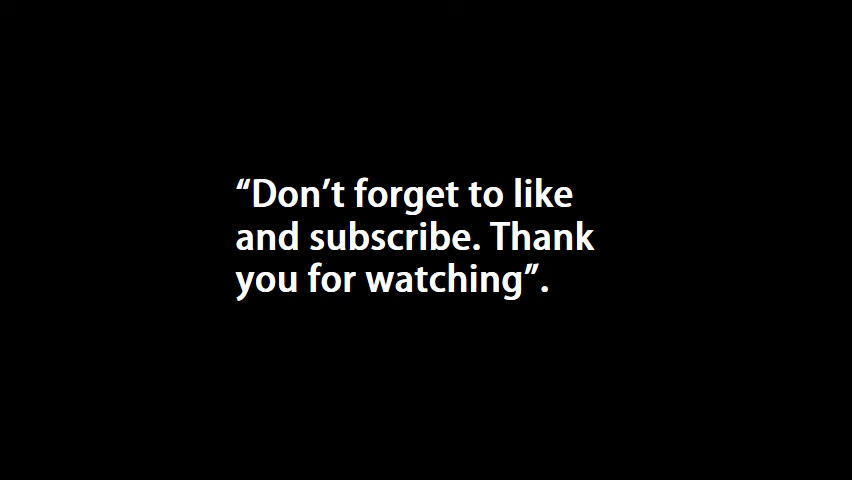 “Don’t forget to like
and subscribe. Thank
you for watching”.